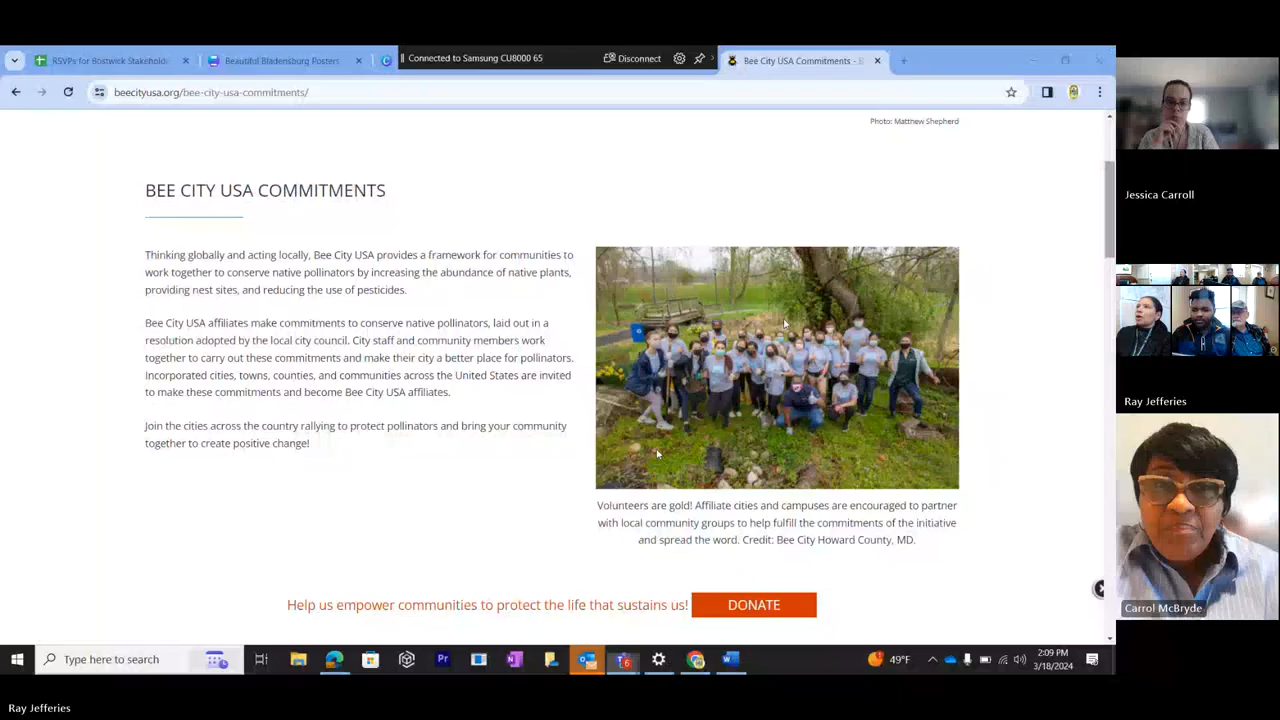 RSVPs for Bostwick Stakehold
Beautiful Bladensburg Posters
Connected to Samsung CU8000 65
Disconnect
Bee City USA Commitments - B
beecityusa.org/bee-city-usa-commitments/
Photo: Matthew Shepherd
BEE CITY USA COMMITMENTS
Thinking globally and acting locally, Bee City USA provides a framework for communities to
work together to conserve native pollinators by increasing the abundance of native plants,
providing nest sites, and reducing the use of pesticides.
Bee City USA affiliates make commitments to conserve native pollinators, laid out in a
resolution adopted by the local city council. City staff and community members work
together to carry out these commitments and make their city a better place for pollinators.
Incorporated cities, towns, counties, and communities across the United States are invited
to make these commitments and become Bee City USA affiliates.
Join the cities across the country rallying to protect pollinators and bring your community
together to create positive change!
Volunteers are gold! Affiliate cities and campuses are encouraged to partner
with local community groups to help fulfill the commitments of the initiative
and spread the word. Credit: Bee City Howard County, MD.
Help us empower communities to protect the life that sustains us!
DONATE
Jessica Carroll
Ray Jefferies
Carrol McBryde
Type here to search
49°F
2:09 PM
3/18/2024
Ray Jefferies